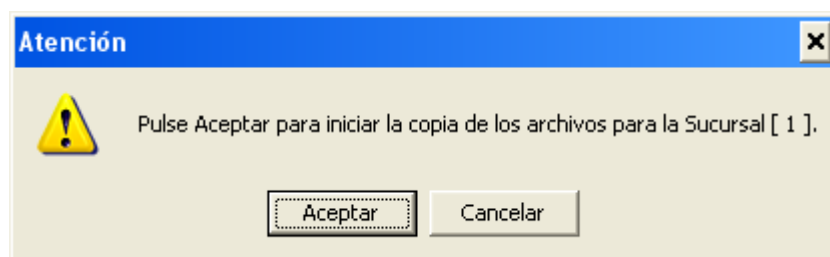 Atención
Pulse Aceptar para iniciar la copia de los archivos para la Sucursal [ 1 ].
Aceptar Cancelar